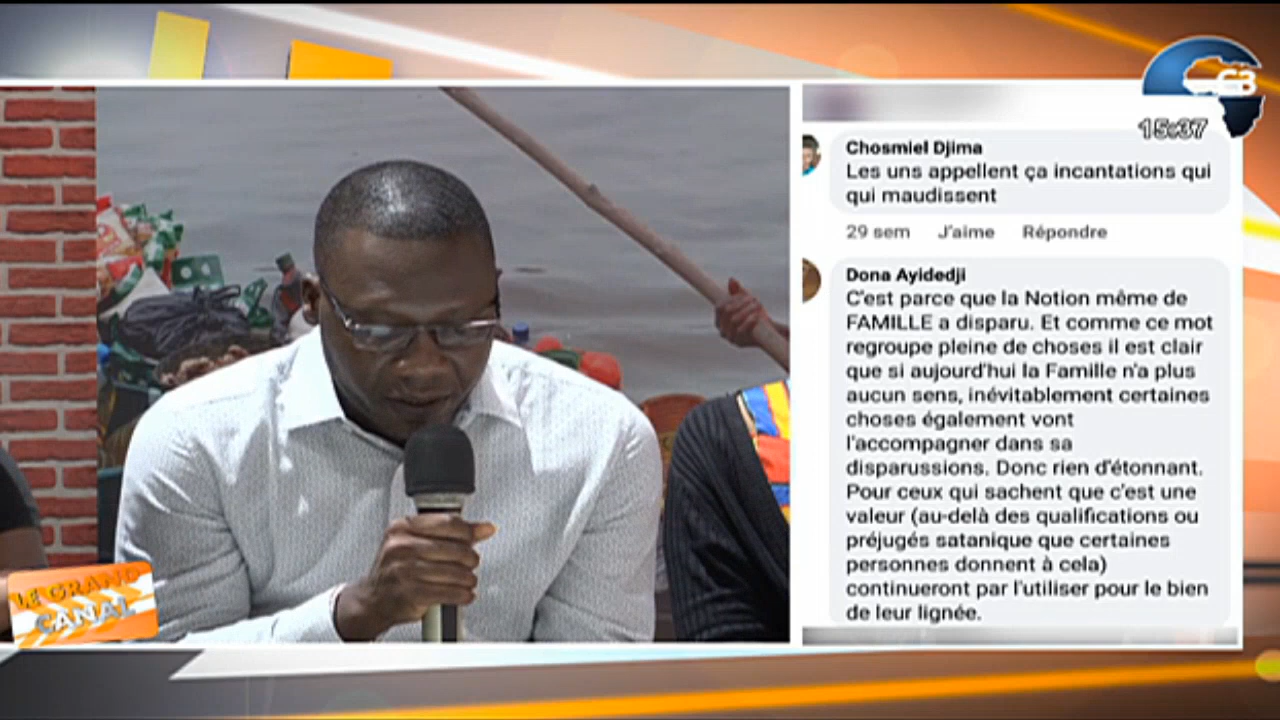 C3
15:37
Chosmiel Djima
Les uns appellent ça incantations qui
qui maudissent
29 sem J'aime Répondre
Dona Ayidedji
C'est parce que la Notion même de
FAMILLE a disparu. Et comme ce mot
regroupe pleine de choses il est clair
que si aujourd'hui la Famille n'a plus
aucun sens, inévitablement certaines
choses également vont
l'accompagner dans sa
disparussions. Donc rien d'étonnant.
Pour ceux qui sachent que c'est une
valeur (au-delà des qualifications ou
préjugés satanique que certaines
personnes donnent à cela)
continueront par l'utiliser pour le bien
de leur lignée.
LE GRAND
CANAL